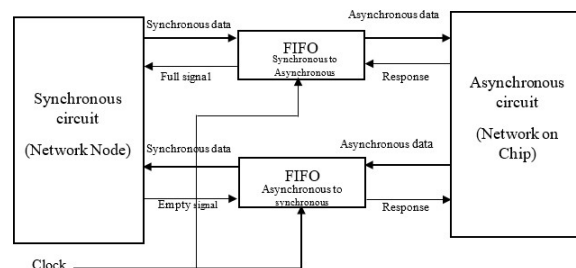 Synchronous data
Asynchronous data
FIFO
Synchronous to
Asynchronous
Full signal
Response
Synchronous
circuit
(Network Node)
Asynchronous
circuit
(Network on
Chip)
Synchronous data
Asynchronous data
FIFO
Asynchronous to
synchronous
Empty signal
Response
Clock